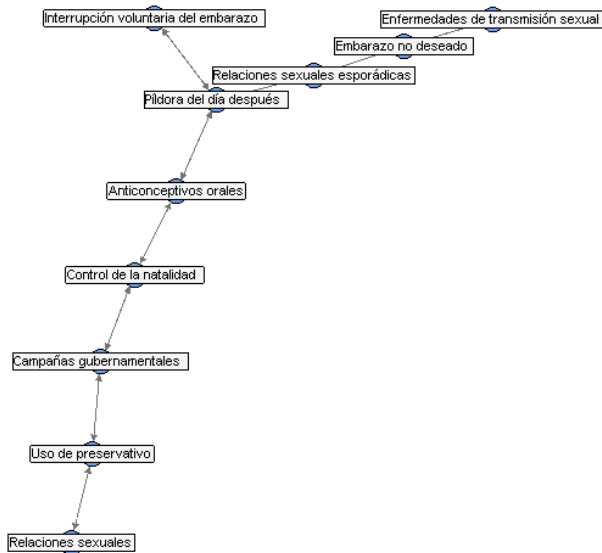 Enfermedades de transmisión sexual
Interrupción voluntaria del embarazo
Embarazo no deseado
Relaciones sexuales esporádicas
Píldora del día después
Anticonceptivos orales
Control de la natalidad
Campañas gubernamentales
Uso de preservativo
Relaciones sexuales